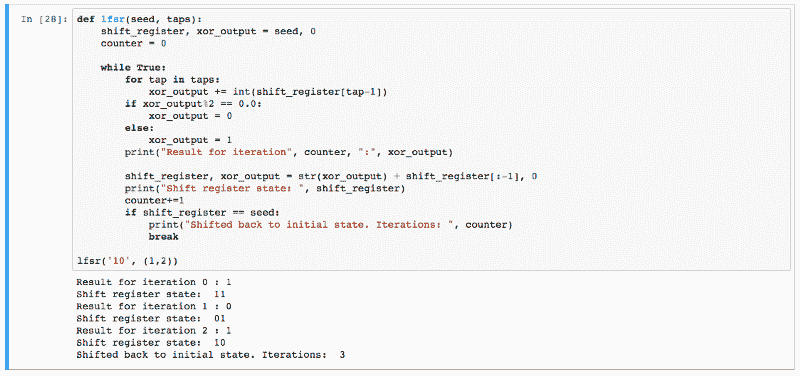 In [28]: def lfsr(seed, taps):
    shift_register, xor_output = seed, 0
    counter = 0

    while True:
        for tap in taps:
            xor_output += int(shift_register[tap-1])
        if xor_output%2 == 0.0:
            xor_output = 0
        else:
            xor_output = 1
        print("Result for iteration", counter, ":", xor_output)

        shift_register, xor_output = str(xor_output) + shift_register[:-1], 0
        print("Shift register state: ", shift_register)
        counter+=1
        if shift_register == seed:
            print("Shifted back to initial state. Iterations: ", counter)
            break

lfsr('10', (1,2))
Result for iteration 0 : 1
Shift register state:  11
Result for iteration 1 : 0
Shift register state:  01
Result for iteration 2 : 1
Shift register state:  10
Shifted back to initial state. Iterations:  3